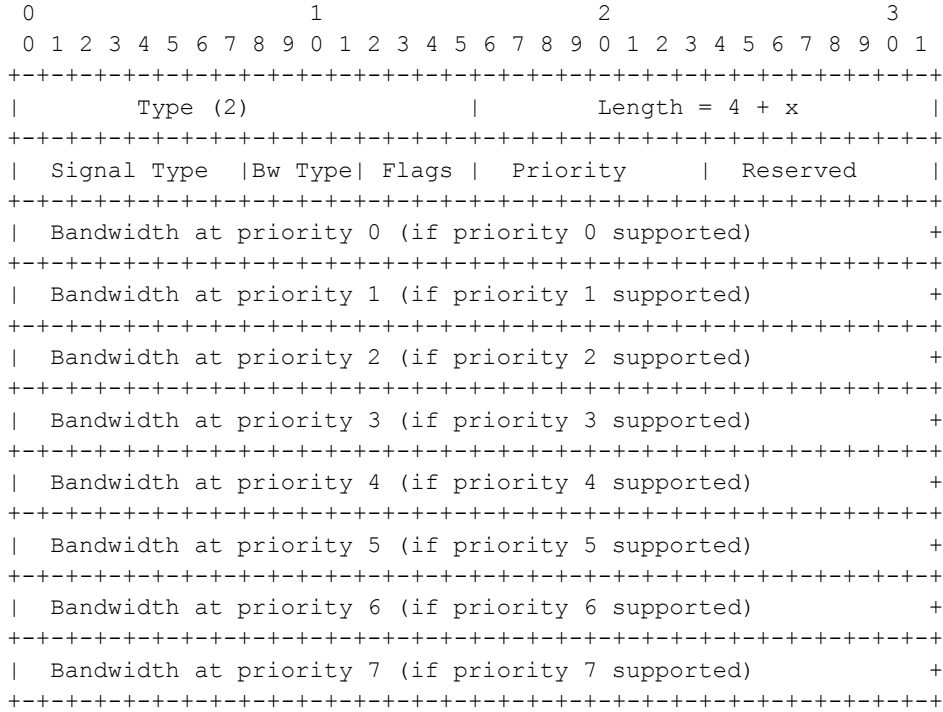 0                   1                   2                   3
 0 1 2 3 4 5 6 7 8 9 0 1 2 3 4 5 6 7 8 9 0 1 2 3 4 5 6 7 8 9 0 1
+-+-+-+-+-+-+-+-+-+-+-+-+-+-+-+-+-+-+-+-+-+-+-+-+-+-+-+-+-+-+-+-+
|        Type (2)               |        Length = 4 + x         |
+-+-+-+-+-+-+-+-+-+-+-+-+-+-+-+-+-+-+-+-+-+-+-+-+-+-+-+-+-+-+-+-+
|  Signal Type  |Bw Type| Flags |  Priority     |  Reserved     |
+-+-+-+-+-+-+-+-+-+-+-+-+-+-+-+-+-+-+-+-+-+-+-+-+-+-+-+-+-+-+-+-+
|  Bandwidth at priority 0 (if priority 0 supported)            +
+-+-+-+-+-+-+-+-+-+-+-+-+-+-+-+-+-+-+-+-+-+-+-+-+-+-+-+-+-+-+-+-+
|  Bandwidth at priority 1 (if priority 1 supported)            +
+-+-+-+-+-+-+-+-+-+-+-+-+-+-+-+-+-+-+-+-+-+-+-+-+-+-+-+-+-+-+-+-+
|  Bandwidth at priority 2 (if priority 2 supported)            +
+-+-+-+-+-+-+-+-+-+-+-+-+-+-+-+-+-+-+-+-+-+-+-+-+-+-+-+-+-+-+-+-+
|  Bandwidth at priority 3 (if priority 3 supported)            +
+-+-+-+-+-+-+-+-+-+-+-+-+-+-+-+-+-+-+-+-+-+-+-+-+-+-+-+-+-+-+-+-+
|  Bandwidth at priority 4 (if priority 4 supported)            +
+-+-+-+-+-+-+-+-+-+-+-+-+-+-+-+-+-+-+-+-+-+-+-+-+-+-+-+-+-+-+-+-+
|  Bandwidth at priority 5 (if priority 5 supported)            +
+-+-+-+-+-+-+-+-+-+-+-+-+-+-+-+-+-+-+-+-+-+-+-+-+-+-+-+-+-+-+-+-+
|  Bandwidth at priority 6 (if priority 6 supported)            +
+-+-+-+-+-+-+-+-+-+-+-+-+-+-+-+-+-+-+-+-+-+-+-+-+-+-+-+-+-+-+-+-+
|  Bandwidth at priority 7 (if priority 7 supported)            +
+-+-+-+-+-+-+-+-+-+-+-+-+-+-+-+-+-+-+-+-+-+-+-+-+-+-+-+-+-+-+-+-+